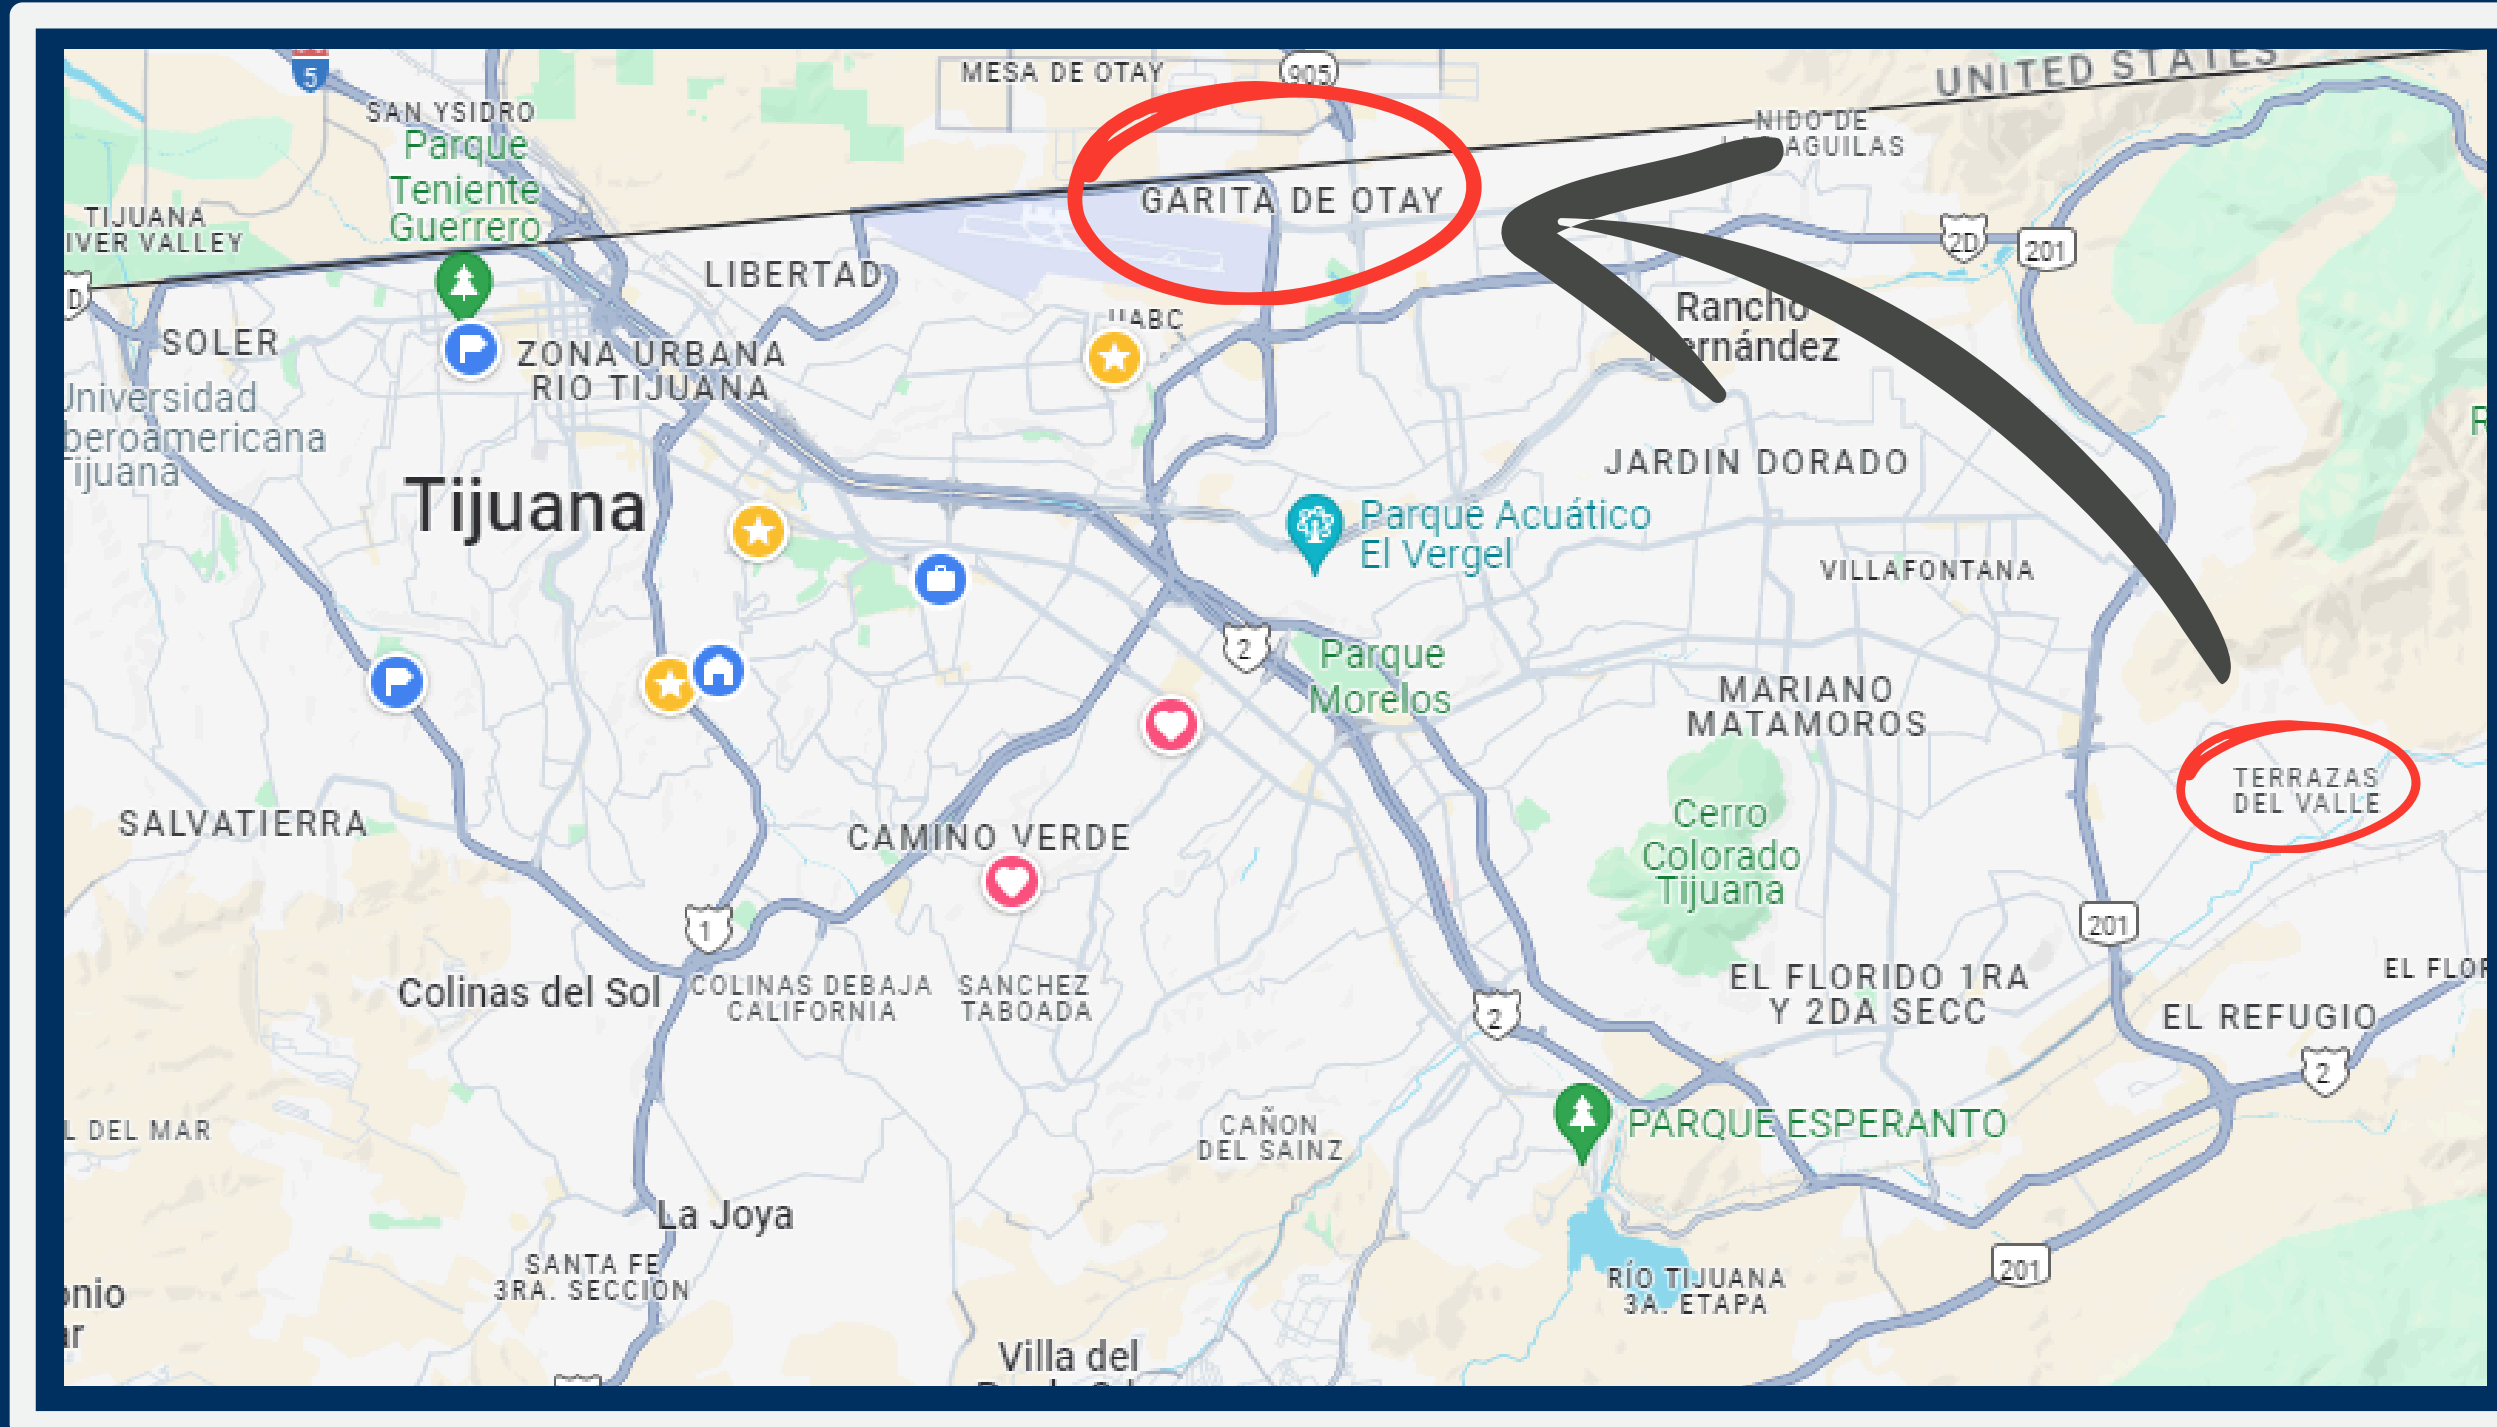 5
MESA DE OTAY
905
UNITED STATES
SAN YSIDRO
Parque
Teniente
Guerrero
NIDO DE
AGUILAS
TIJUANA
IVER VALLEY
GARITA DE OTAY
2D
201
D
LIBERTAD
SOLER
UABC
Rancho
ernández
ZONA URBANA
RIO TIJUANA
Universidad
beroamericana
Tijuana
R
JARDIN DORADO
Tijuana
Parque Acuático
El Vergel
VILLAFONTANA
2
Parque
Morelos
MARIANO
MATAMOROS
TERRAZAS
DEL VALLE
SALVATIERRA
CAMINO VERDE
Cerro
Colorado
Tijuana
1
201
Colinas del Sol
COLINAS DEBAJA
CALIFORNIA
SANCHEZ
TABOADA
EL FLORIDO 1RA
Y 2DA SECC
EL FLOR
2
EL REFUGIO
2
L DEL MAR
CAÑON
DEL SAINZ
PARQUE ESPERANTO
La Joya
SANTA FE
3RA. SECCION
RÍO TIJUANA
3A. ETAPA
201
onio
ar
Villa del